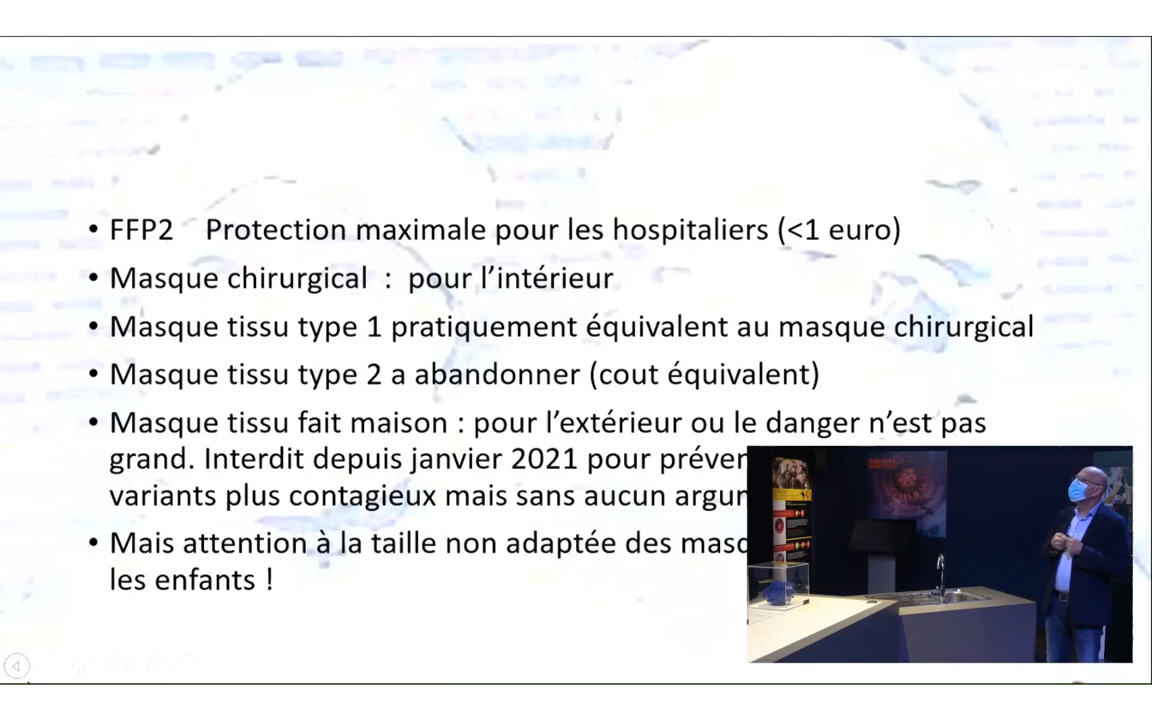 • FFP2 Protection maximale pour les hospitaliers (<1 euro)
• Masque chirurgical : pour l'intérieur
• Masque tissu type 1 pratiquement équivalent au masque chirurgical
• Masque tissu type 2 a abandonner (cout équivalent)
• Masque tissu fait maison : pour l'extérieur ou le danger n'est pas
grand. Interdit depuis janvier 2021 pour
variants plus contagieux mais sans aucun
• Mais attention à la taille non adaptée des
les enfants !